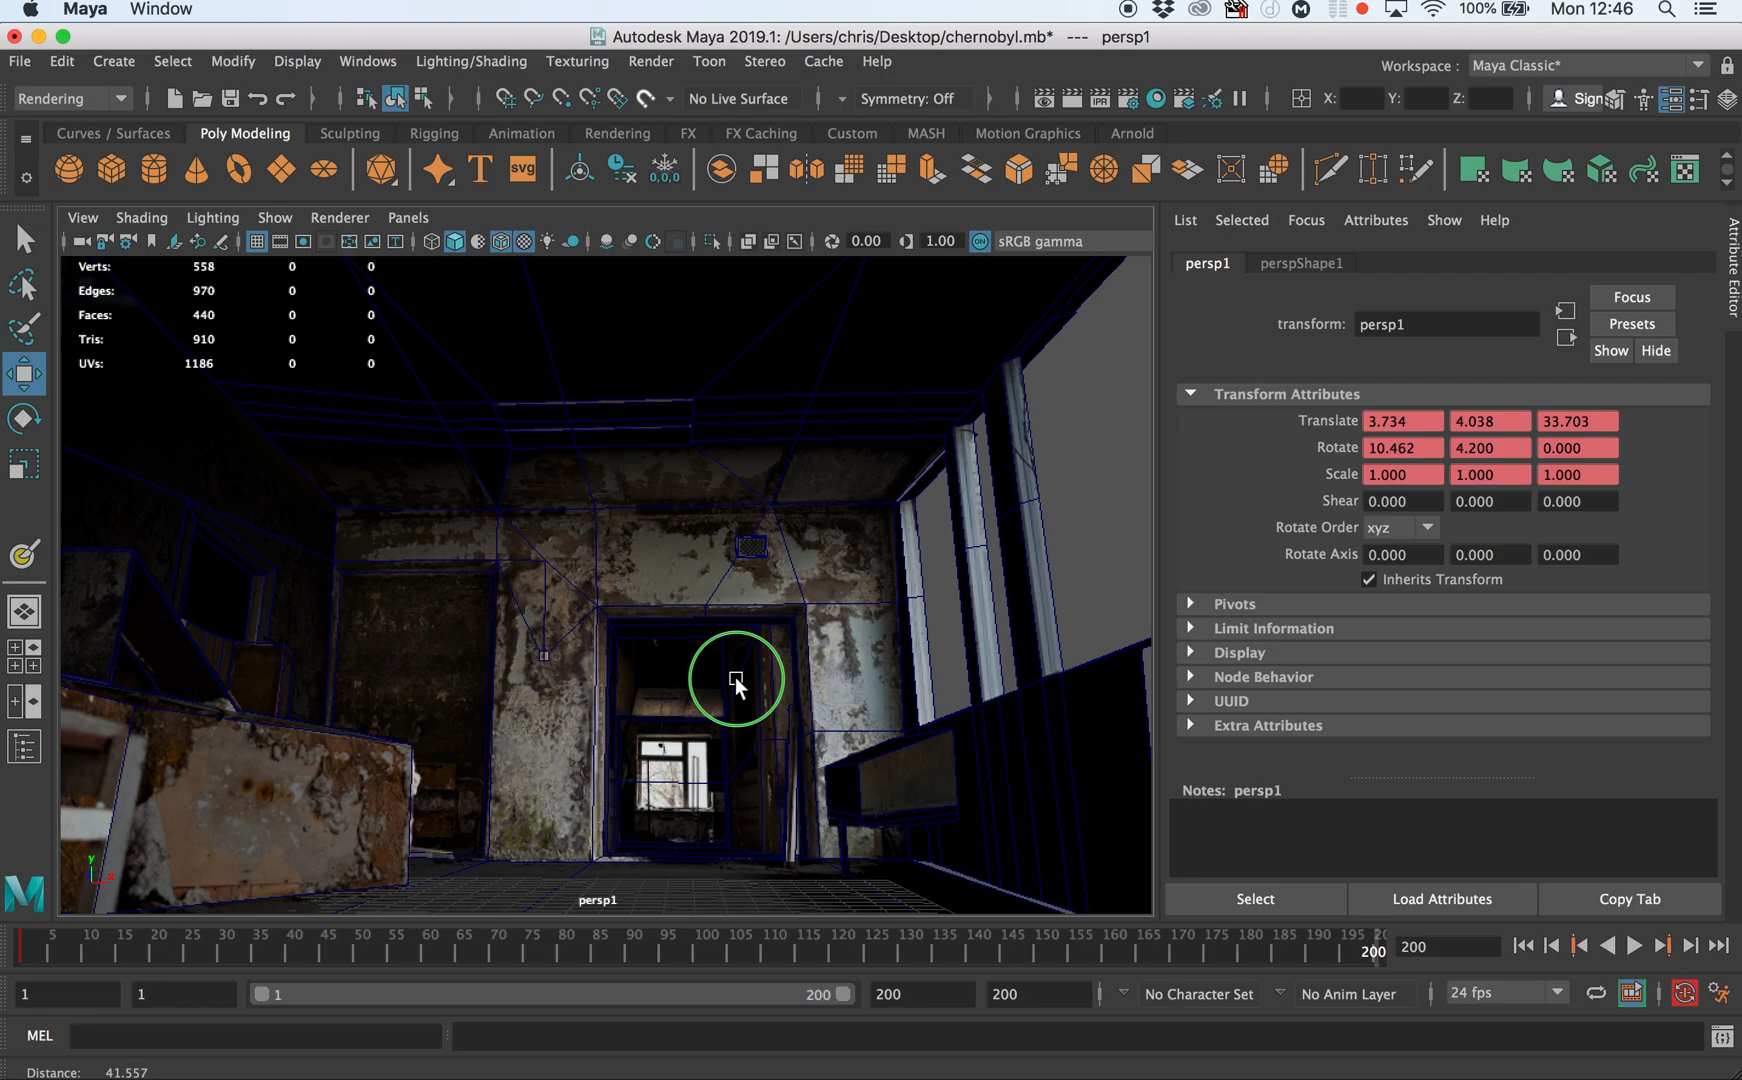 Maya Window 100% Mon 12:46
Autodesk Maya 2019.1: /Users/chris/Desktop/chernobyl.mb* --- persp1
File Edit Create Select Modify Display Windows Lighting/Shading Texturing Render Toon Stereo Cache Help Workspace : Maya Classic*
Rendering No Live Surface Symmetry: Off IPR X: Y: Z: Sign
Curves / Surfaces Poly Modeling Sculpting Rigging Animation Rendering FX FX Caching Custom MASH Motion Graphics Arnold
T SVG 0,0,0
View Shading Lighting Show Renderer Panels
0.00 1.00 ON sRGB gamma
Verts: 558 0 0
Edges: 970 0 0
Faces: 440 0 0
Tris: 910 0 0
UVs: 1186 0 0
y
x
persp1
List Selected Focus Attributes Show Help
Attribute Editor
persp1 perspShape1
Focus
transform: persp1 Presets
Show Hide
Transform Attributes
Translate 3.734 4.038 33.703
Rotate 10.462 4.200 0.000
Scale 1.000 1.000 1.000
Shear 0.000 0.000 0.000
Rotate Order xyz
Rotate Axis 0.000 0.000 0.000
Inherits Transform
Pivots
Limit Information
Display
Node Behavior
UUID
Extra Attributes
Notes: persp1
Select Load Attributes Copy Tab
5 10 15 20 25 30 35 40 45 50 55 60 65 70 75 80 85 90 95 100 105 110 115 120 125 130 135 140 145 150 155 160 165 170 175 180 185 190 195
200 200
1 1 1 200 200 200 No Character Set No Anim Layer 24 fps
MEL
Distance: 41.557